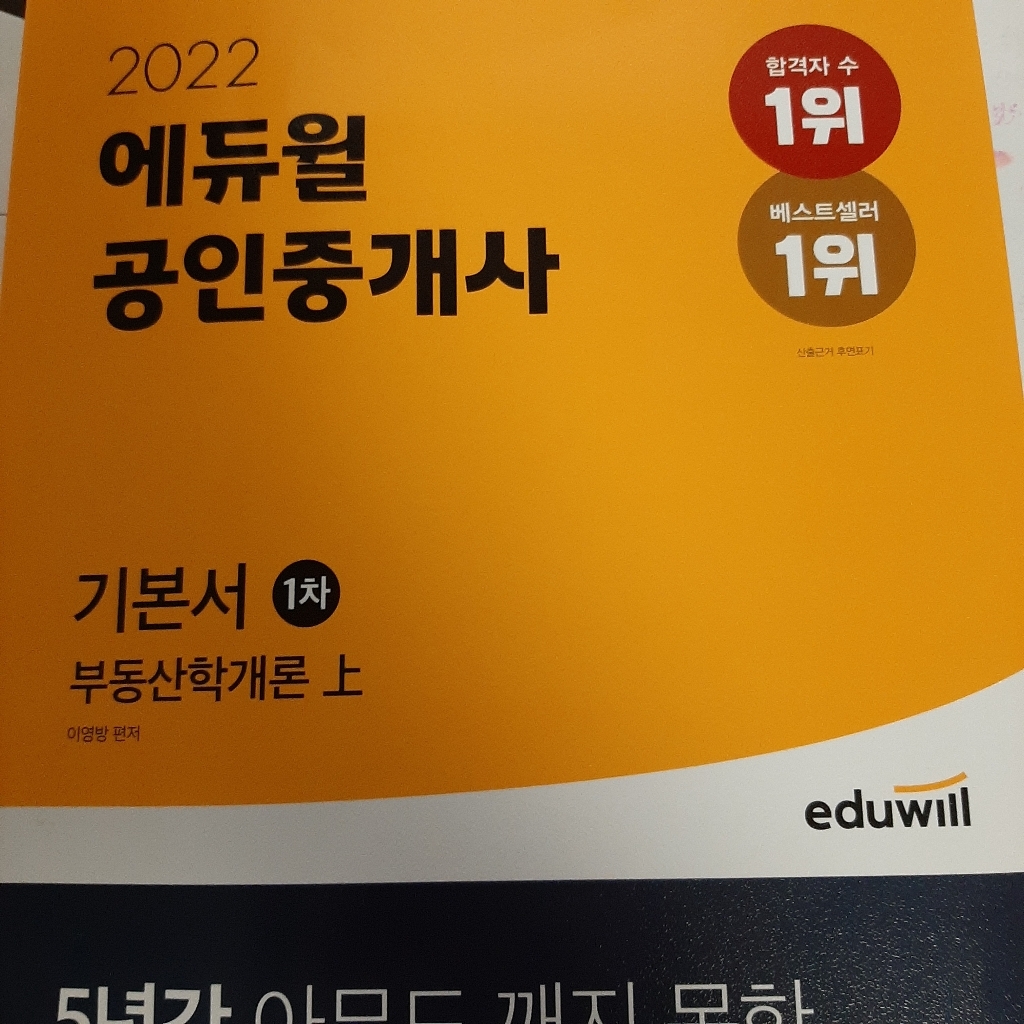 2022
에듀윌
공인중개사
합격자 수
1위
베스트셀러
1위
산출근거 후면표기
기본서 1차
부동산학개론 上
이영방 편저
eduwill
5년간 아무도 깨지 못한